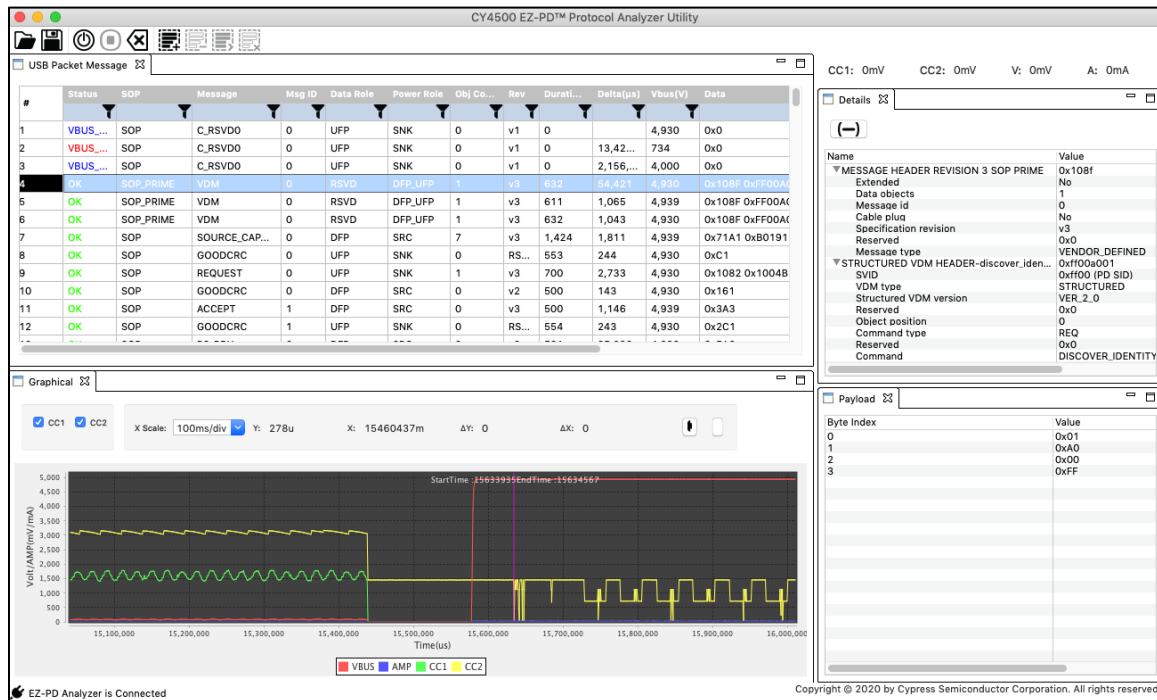 CY4500 EZ-PD™ Protocol Analyzer Utility
USB Packet Message
CC1: 0mV CC2: 0mV V: 0mV A: 0mA
# Status SOP Message Msg ID Data Role Power Role Obj Co... Rev Durati... Delta(µs) Vbus(V) Data
1 VBUS_... SOP C_RSVD0 0 UFP SNK 0 v1 0 4,930 0x0
2 VBUS_... SOP C_RSVD0 0 UFP SNK 0 v1 0 13,42... 734 0x0
3 VBUS_... SOP C_RSVD0 0 UFP SNK 0 v1 0 2,156,... 4,000 0x0
4 OK SOP_PRIME VDM 0 RSVD DFP_UFP 1 v3 632 54,421 4,930 0x108F 0xFF00A0
5 OK SOP_PRIME VDM 0 RSVD DFP_UFP 1 v3 611 1,065 4,939 0x108F 0xFF00A0
6 OK SOP_PRIME VDM 0 RSVD DFP_UFP 1 v3 632 1,043 4,930 0x108F 0xFF00A0
7 OK SOP SOURCE_CAP... 0 DFP SRC 7 v3 1,424 1,811 4,939 0x71A1 0xB0191
8 OK SOP GOODCRC 0 UFP SNK 0 RS... 553 244 4,930 0xC1
9 OK SOP REQUEST 0 UFP SNK 1 v3 700 2,733 4,930 0x1082 0x1004B
10 OK SOP GOODCRC 0 DFP SRC 0 v2 500 143 4,930 0x161
11 OK SOP ACCEPT 1 DFP SRC 0 v3 500 1,146 4,939 0x3A3
12 OK SOP GOODCRC 1 UFP SNK 0 RS... 554 243 4,930 0x2C1
Details
(—)
Name Value
MESSAGE HEADER REVISION 3 SOP PRIME 0x108f
Extended No
Data objects 1
Message id 0
Cable plug No
Specification revision v3
Reserved 0x0
Message type VENDOR_DEFINED
STRUCTURED VDM HEADER-discover_iden... 0xff00a001
SVID 0xff00 (PD SID)
VDM type STRUCTURED
Structured VDM version VER_2_0
Reserved 0x0
Object position 0
Command type REQ
Reserved 0x0
Command DISCOVER_IDENTITY
Graphical
CC1 CC2 X Scale: 100ms/div Y: 278u X: 15460437m ΔY: 0 ΔX: 0
StartTime :15633935EndTime :15634567
Volt/AMP(mV/mA)
5,000
4,500
4,000
3,500
3,000
2,500
2,000
1,500
1,000
500
0
15,100,000 15,200,000 15,300,000 15,400,000 15,500,000 15,600,000 15,700,000 15,800,000 15,900,000 16,000,000
Time(us)
VBUS AMP CC1 CC2
Payload
Byte Index Value
0 0x01
1 0xA0
2 0x00
3 0xFF
EZ-PD Analyzer is Connected
Copyright © 2020 by Cypress Semiconductor Corporation. All rights reserved